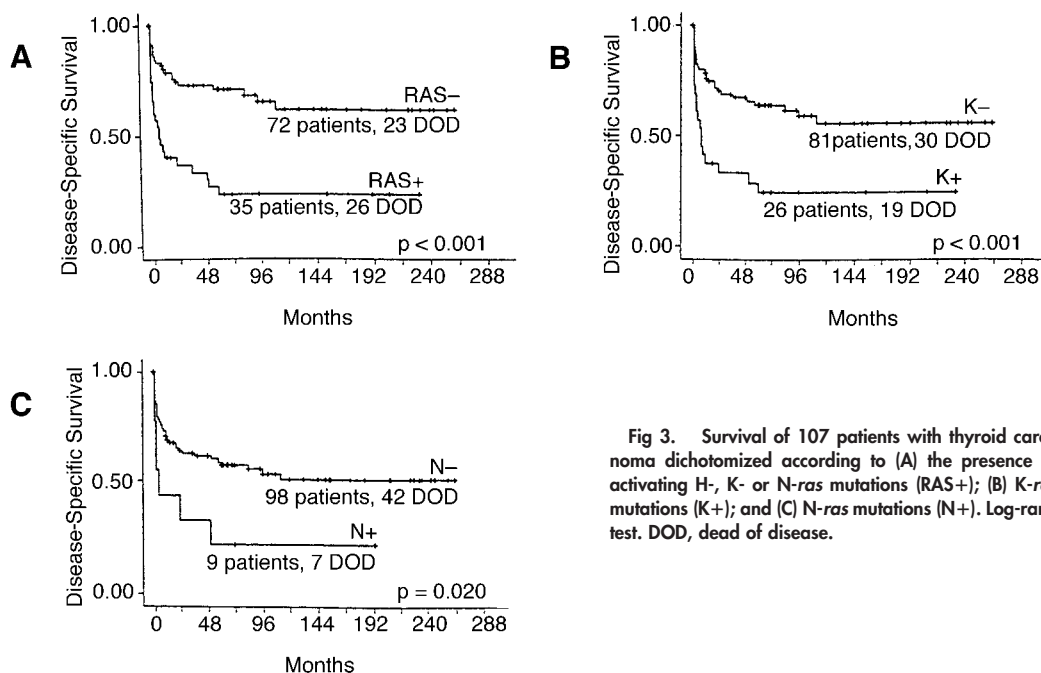 A
Disease-Specific Survival
1.00
0.50
0.00
RAS–
72 patients, 23 DOD
RAS+
35 patients, 26 DOD
p < 0.001
0 48 96 144 192 240 288
Months
B
Disease-Specific Survival
1.00
0.50
0.00
K–
81patients,30 DOD
K+
26 patients, 19 DOD
p < 0.001
0 48 96 144 192 240 288
Months
C
Disease-Specific Survival
1.00
0.50
0.00
N–
98 patients, 42 DOD
N+
9 patients, 7 DOD
p = 0.020
0 48 96 144 192 240 288
Months
Fig 3. Survival of 107 patients with thyroid card
noma dichotomized according to (A) the presence
activating H-, K- or N-ras mutations (RAS+); (B) K-r
mutations (K+); and (C) N-ras mutations (N+). Log-ran
test. DOD, dead of disease.